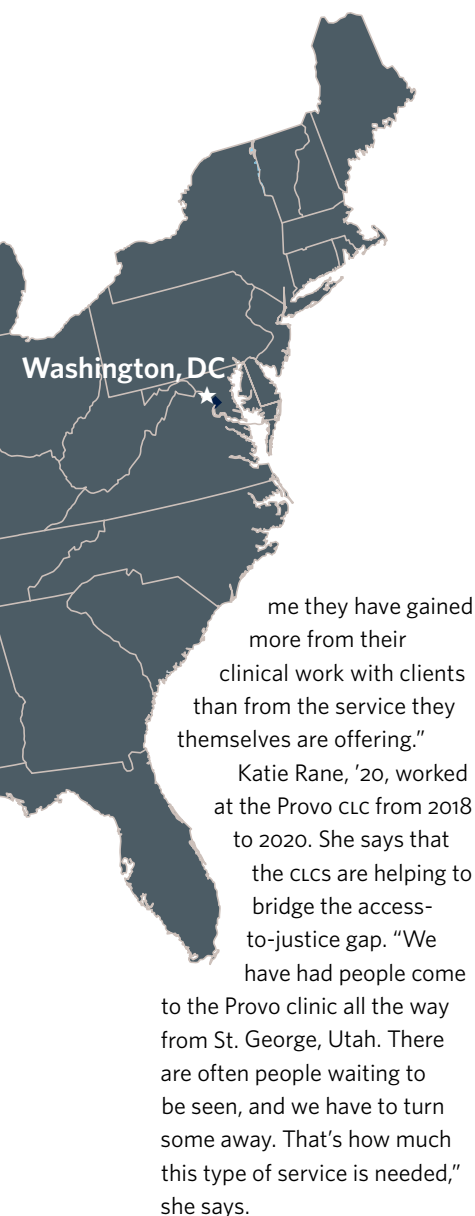 Washington, DC
me they have gained
more from their
clinical work with clients
than from the service they
themselves are offering.”
Katie Rane, ’20, worked
at the Provo CLC from 2018
to 2020. She says that
the CLCs are helping to
bridge the access-
to-justice gap. “We
have had people come
to the Provo clinic all the way
from St. George, Utah. There
are often people waiting to
be seen, and we have to turn
some away. That’s how much
this type of service is needed,”
she says.